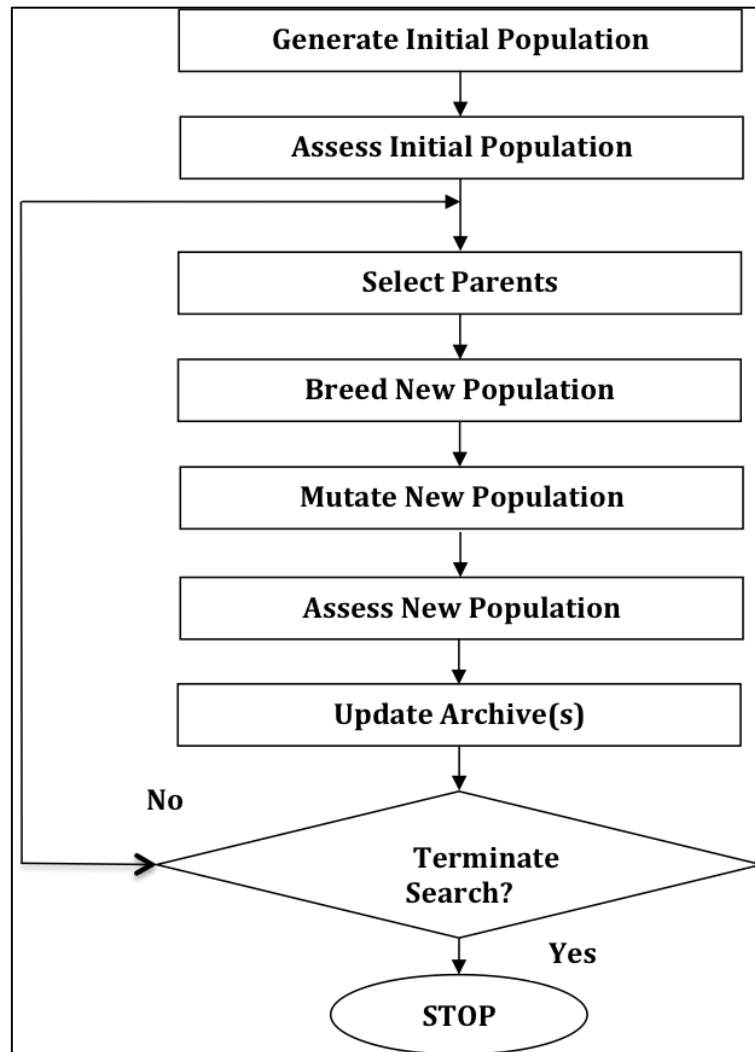 Generate Initial Population
Assess Initial Population
Select Parents
Breed New Population
Mutate New Population
Assess New Population
Update Archive(s)
No
Terminate
Search?
Yes
STOP